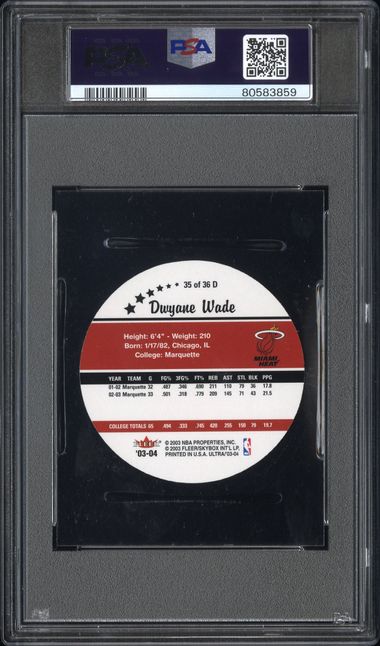 PSA
PSA
80583859
35 of 36 D
Dwyane Wade
Height: 6'4" - Weight: 210
Born: 1/17/82, Chicago, IL
College: Marquette
MIAMI
HEAT
YEAR TEAM G FG% 3FG% FT% REB AST STL BLK PPG
01-02 Marquette 32 .487 .346 .690 211 110 79 36 17.8
02-03 Marquette 33 .501 .318 .779 209 145 71 43 21.5
COLLEGE TOTALS 65 .494 .333 .745 420 255 150 79 19.7
Fleer
'03-04
© 2003 NBA PROPERTIES, INC.
© 2003 FLEER/SKYBOX INT'L LP.
PRINTED IN U.S.A. ULTRA/'03-04